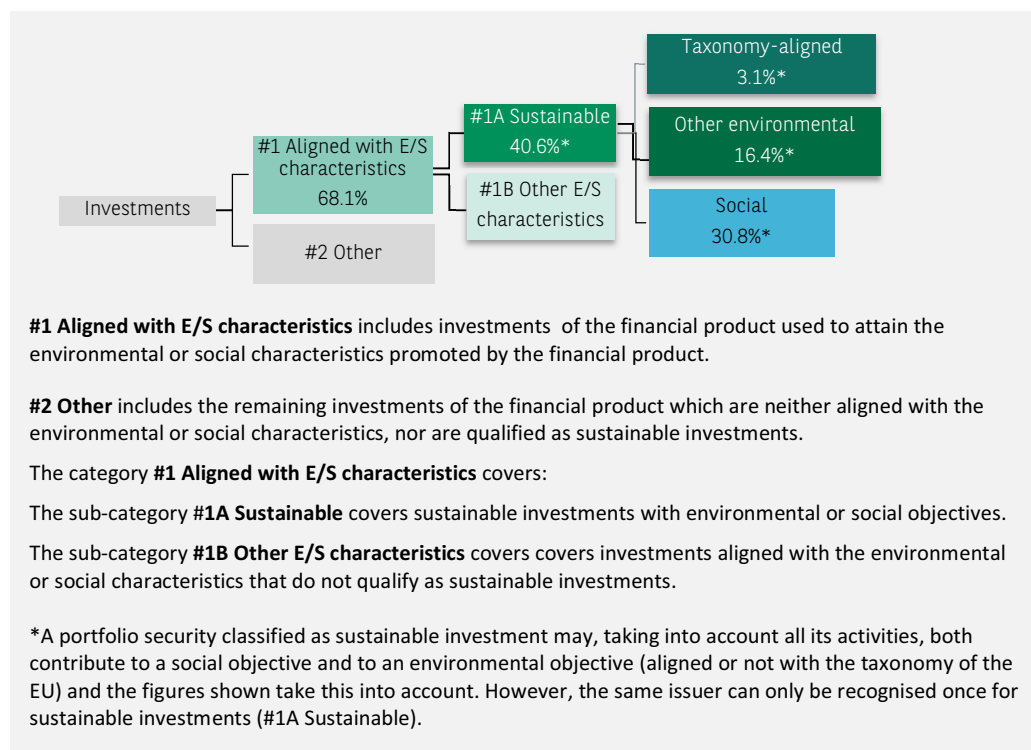 Investments
#1 Aligned with E/S
characteristics
68.1%
#2 Other
#1A Sustainable
40.6%*
#1B Other E/S
characteristics
Taxonomy-aligned
3.1%*
Other environmental
16.4%*
Social
30.8%*
#1 Aligned with E/S characteristics includes investments of the financial product used to attain the
environmental or social characteristics promoted by the financial product.
#2 Other includes the remaining investments of the financial product which are neither aligned with the
environmental or social characteristics, nor are qualified as sustainable investments.
The category #1 Aligned with E/S characteristics covers:
The sub-category #1A Sustainable covers sustainable investments with environmental or social objectives.
The sub-category #1B Other E/S characteristics covers covers investments aligned with the environmental
or social characteristics that do not qualify as sustainable investments.
*A portfolio security classified as sustainable investment may, taking into account all its activities, both
contribute to a social objective and to an environmental objective (aligned or not with the taxonomy of the
EU) and the figures shown take this into account. However, the same issuer can only be recognised once for
sustainable investments (#1A Sustainable).